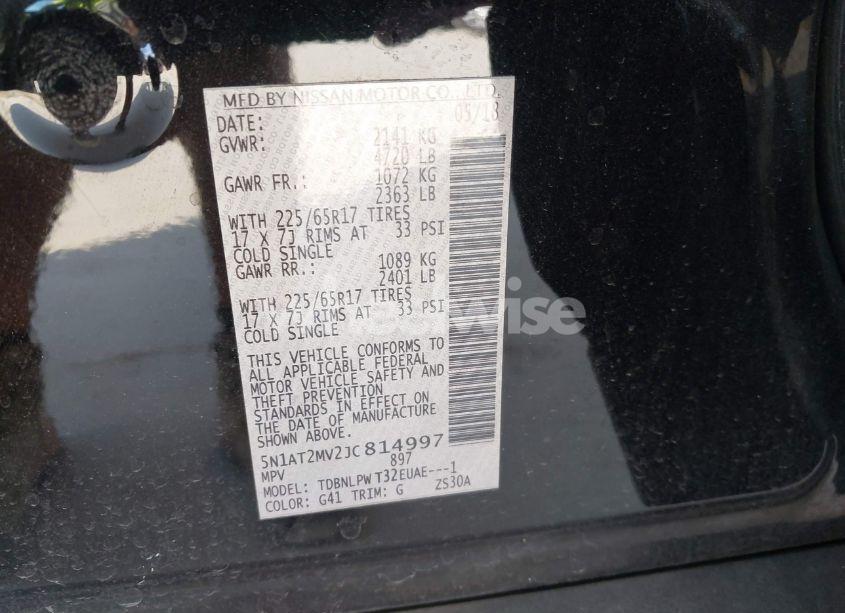 MFD BY NISSAN MOTOR CO., LTD.
DATE: 05/18
GVWR: 2141 KG
4720 LB
GAWR FR.: 1072 KG
2363 LB
WITH 225/65R17 TIRES
17 X 7J RIMS AT 33 PSI
COLD SINGLE
GAWR RR.: 1089 KG
2401 LB
WITH 225/65R17 TIRES
17 X 7J RIMS AT 33 PSI
COLD SINGLE
THIS VEHICLE CONFORMS TO
ALL APPLICABLE FEDERAL
MOTOR VEHICLE SAFETY AND
THEFT PREVENTION
STANDARDS IN EFFECT ON
THE DATE OF MANUFACTURE
SHOWN ABOVE.
5N1AT2MV2JC814997
MPV 897
MODEL: TDBNLPW T32EUAE---1
COLOR: G41 TRIM: G ZS30A